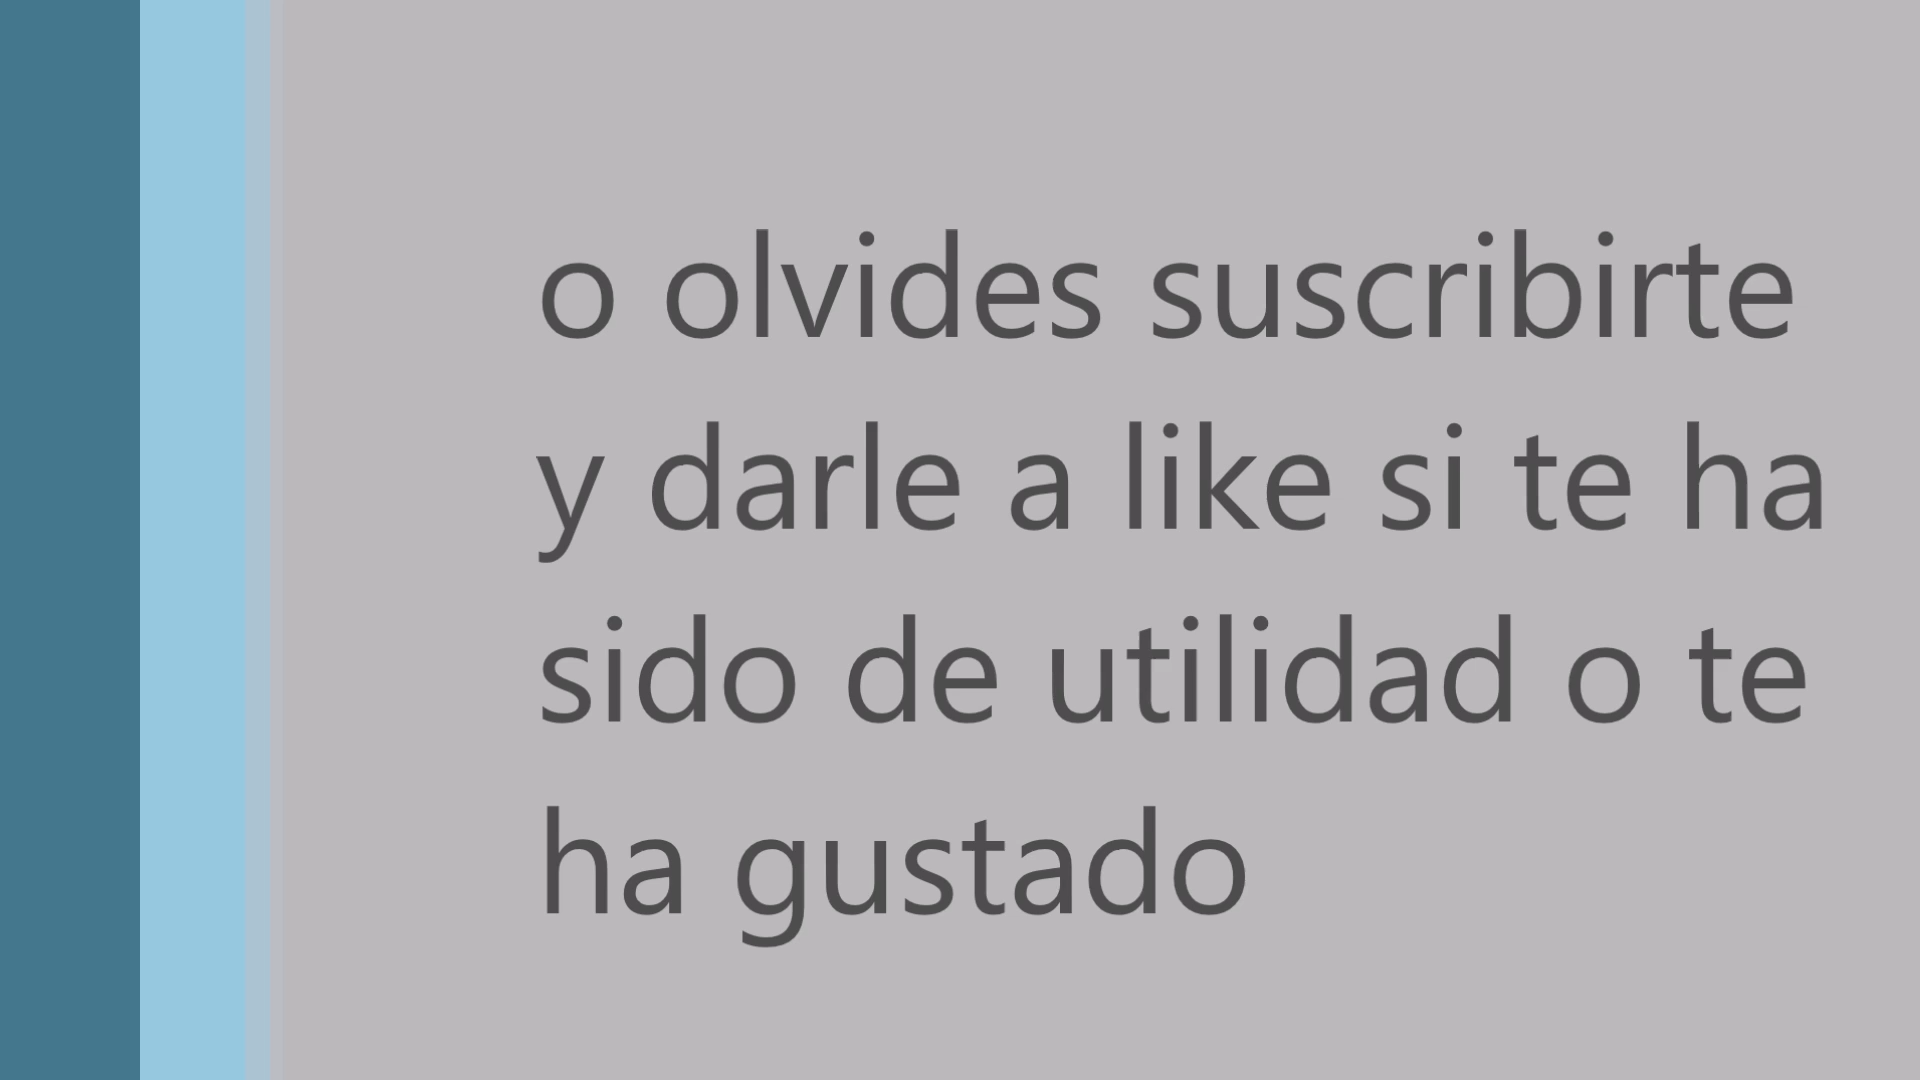 o olvides suscribirte
y darle a like si te ha
sido de utilidad o te
ha gustado